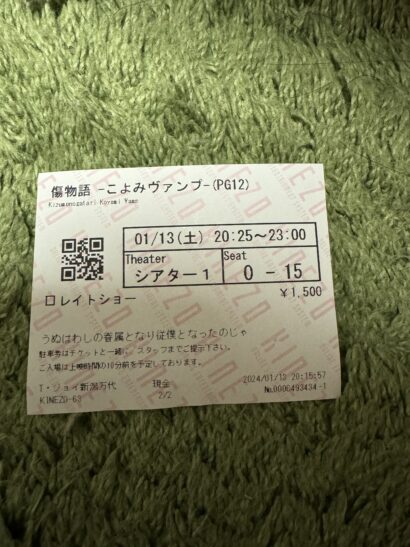 傷物語 -こよみヴァンプ-(PG12)
Kizumonogatari-Koyomi Vamp
01/13(土) 20:25～23:00
Theater
シアター1
Seat
O - 15
￥1,500
口レイトショー
うぬはわしの眷属となり従僕となったのじゃ
駐車券はチケットと一緒に、スタッフまでご提示下さい。
ご入場は上映時間の10分前を予定しております。
T・ジョイ新潟万代
現金
2024/01/13 20:15:57
KINEZO-63
2/2
No.0006493434 -1